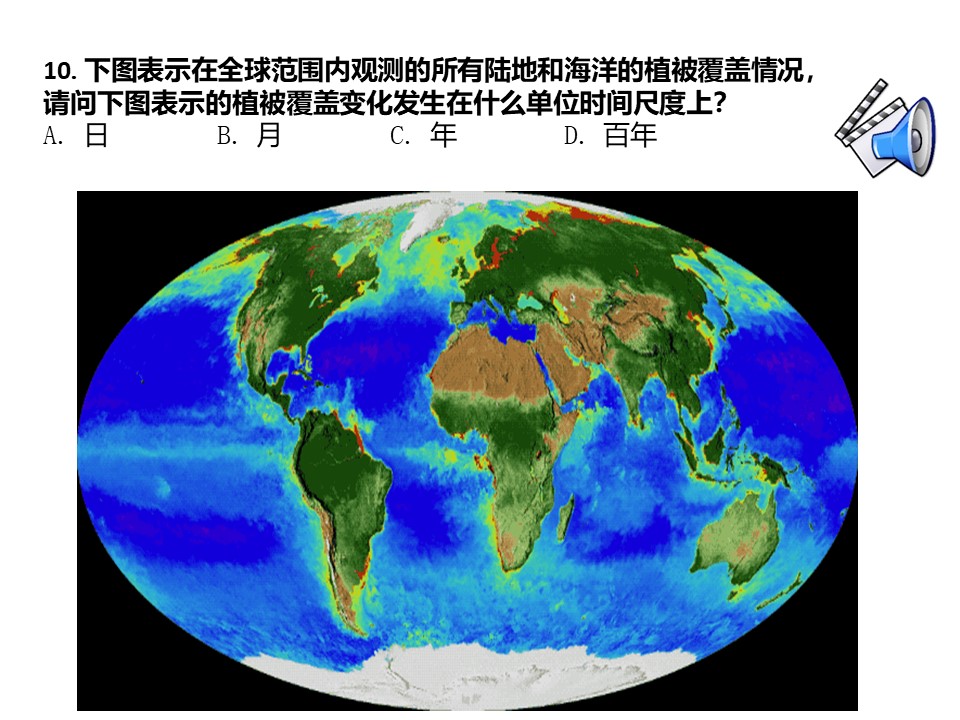 10. 下图表示在全球范围内观测的所有陆地和海洋的植被覆盖情况，
请问下图表示的植被覆盖变化发生在什么单位时间尺度上？
A. 日 B. 月 C. 年 D. 百年